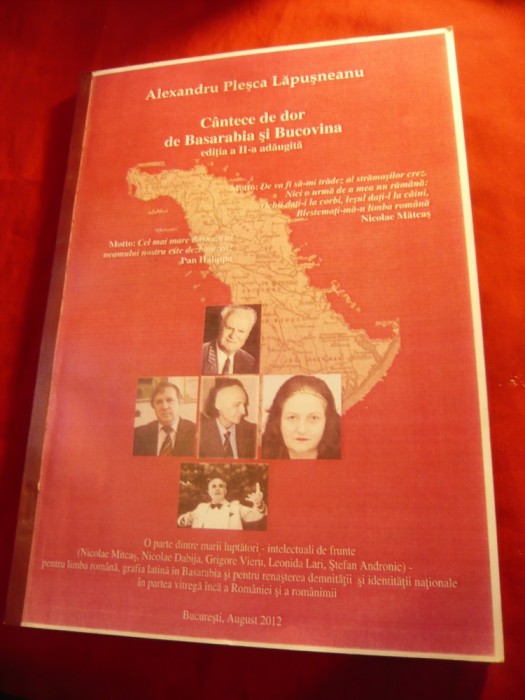 Alexandru Pleşca Lăpuşneanu
Cântece de dor
de Basarabia şi Bucovina
ediţia a II-a adăugită
Motto: De va fi să-mi trădez al strămaşilor crez.
Nici o urmă de a mea nu rămână:
Ochii daţi-i la corbi, leşul daţi-l la câini,
Blestemaţi-mă-n limba română
Nicolae Mătcaş
Motto: Cel mai mare
neamului nostru este
Pan Halippa
O parte dintre marii luptători - intelectuali de frunte
(Nicolae Mitcaş, Nicolae Dabija, Grigore Vieru, Leonida Lari, Ştefan Andronic) -
pentru limba română, grafia latină în Basarabia şi pentru renaşterea demnităţii şi identităţii naţionale
în partea vitregă încă a României şi a românimii
Bucureşti, August 2012